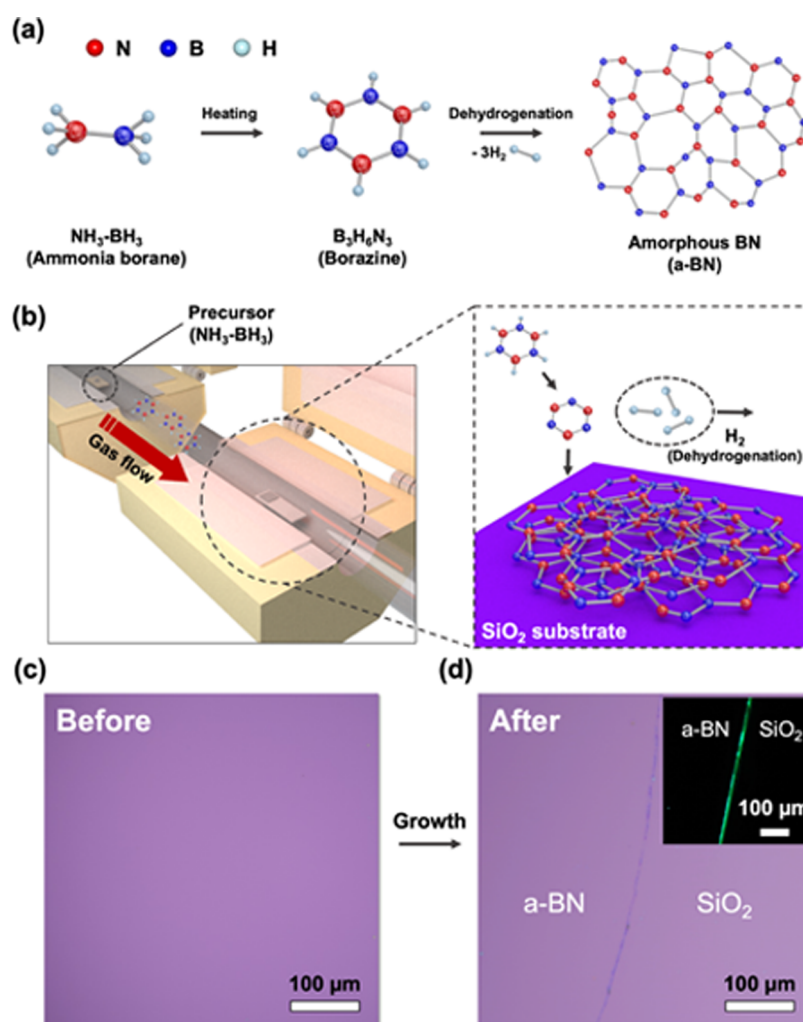 (a)
N B H
Heating
Dehydrogenation
- 3H₂
NH₃-BH₃
(Ammonia borane)
B₃H₆N₃
(Borazine)
Amorphous BN
(a-BN)
(b)
Precursor
(NH₃-BH₃)
Gas flow
H₂
(Dehydrogenation)
SiO₂ substrate
(c)
Before
100 µm
Growth
(d)
After
a-BN SiO₂
100 µm
a-BN SiO₂
100 µm